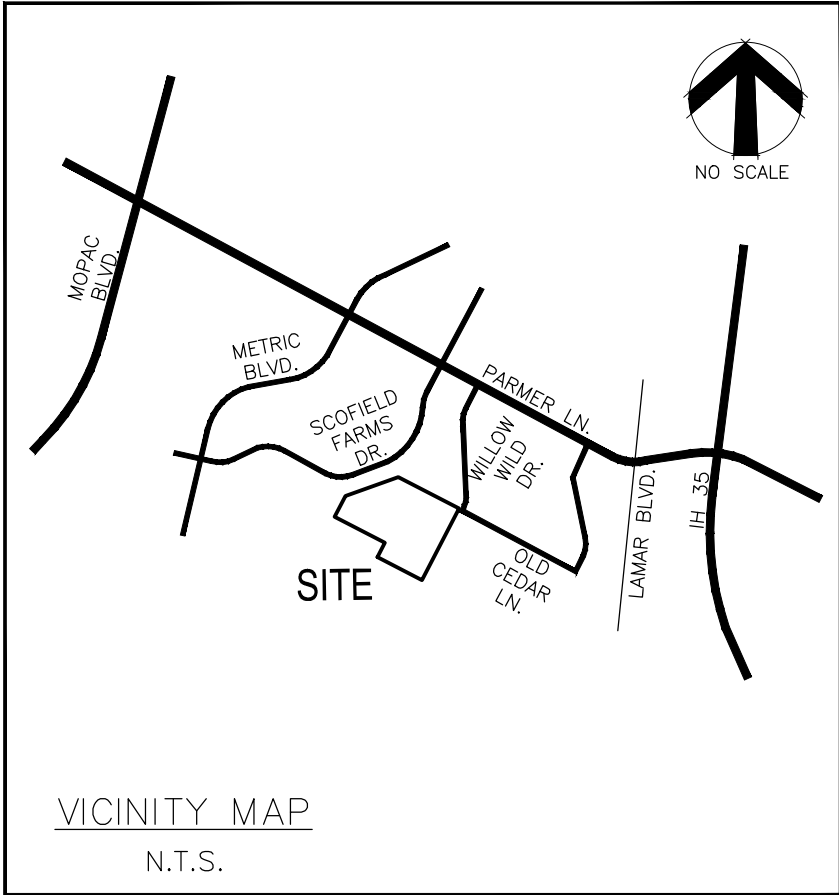 NO SCALE
MOPAC
BLVD.
METRIC
BLVD.
SCOFIELD
FARMS
DR.
PARMER LN.
WILLOW
WILD
DR.
LAMAR BLVD.
IH 35
OLD
CEDAR
LN.
SITE
VICINITY MAP
N.T.S.